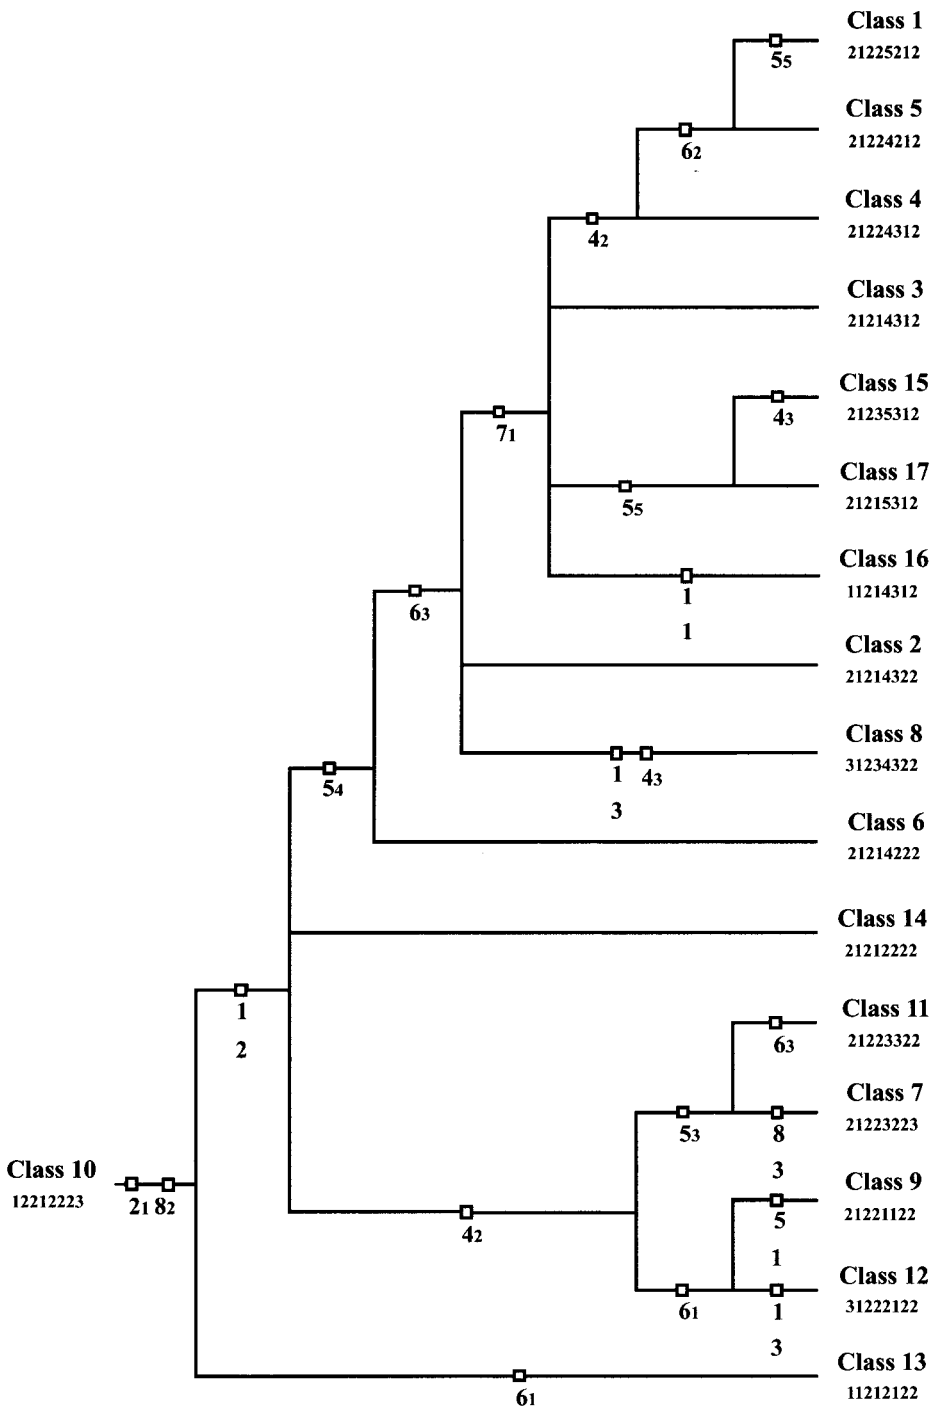 Class 1
21225212
55
Class 5
21224212
62
Class 4
21224312
42
Class 3
21214312
Class 15
21235312
43
71
Class 17
21215312
55
Class 16
11214312
1
1
63
Class 2
21214322
Class 8
31234322
1 43
3
54
Class 6
21214222
Class 14
21212222
1
2
Class 11
21223322
63
Class 7
21223223
53 8
3
Class 10
12212223
21 82
Class 9
21221122
5
1
42
Class 12
31222122
61 1
3
Class 13
11212122
61